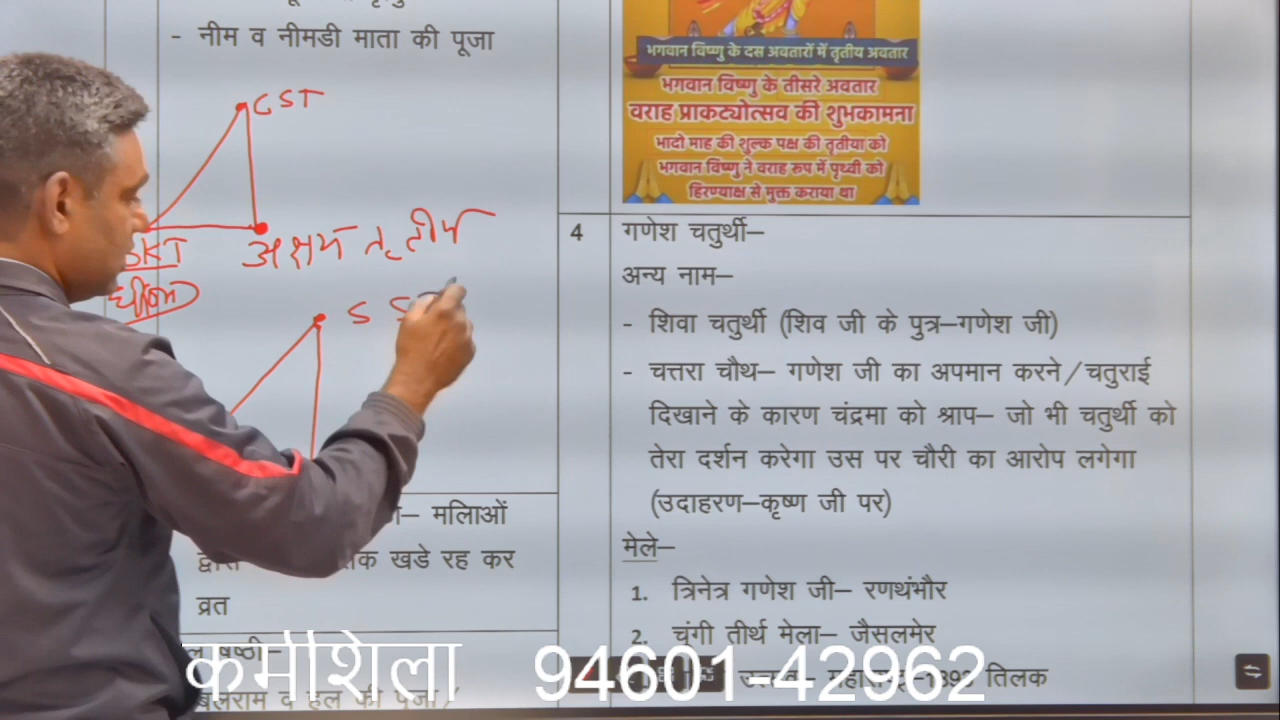 - नीम व नीमडी माता की पूजा
CST
अक्षय तृतीय
S S
मलिाओं
खडे रह कर
व्रत
भगवान विष्णु के दस अवतारों में तृतीय अवतार
भगवान विष्णु के तीसरे अवतार
वराह प्राकट्योत्सव की शुभकामना
भादो माह की शुल्क पक्ष की तृतीया को
भगवान विष्णु ने वराह रूप में पृथ्वी को
हिरण्याक्ष से मुक्त कराया था
4 गणेश चतुर्थी–
अन्य नाम–
- शिवा चतुर्थी (शिव जी के पुत्र–गणेश जी)
- चत्तरा चौथ– गणेश जी का अपमान करने/चतुराई
दिखाने के कारण चंद्रमा को श्राप– जो भी चतुर्थी को
तेरा दर्शन करेगा उस पर चौरी का आरोप लगेगा
(उदाहरण–कृष्ण जी पर)
मेले–
1. त्रिनेत्र गणेश जी– रणथंभौर
2. चूंगी तीर्थ मेला– जैसलमेर
तिलक
कर्मशिला 94601-42962